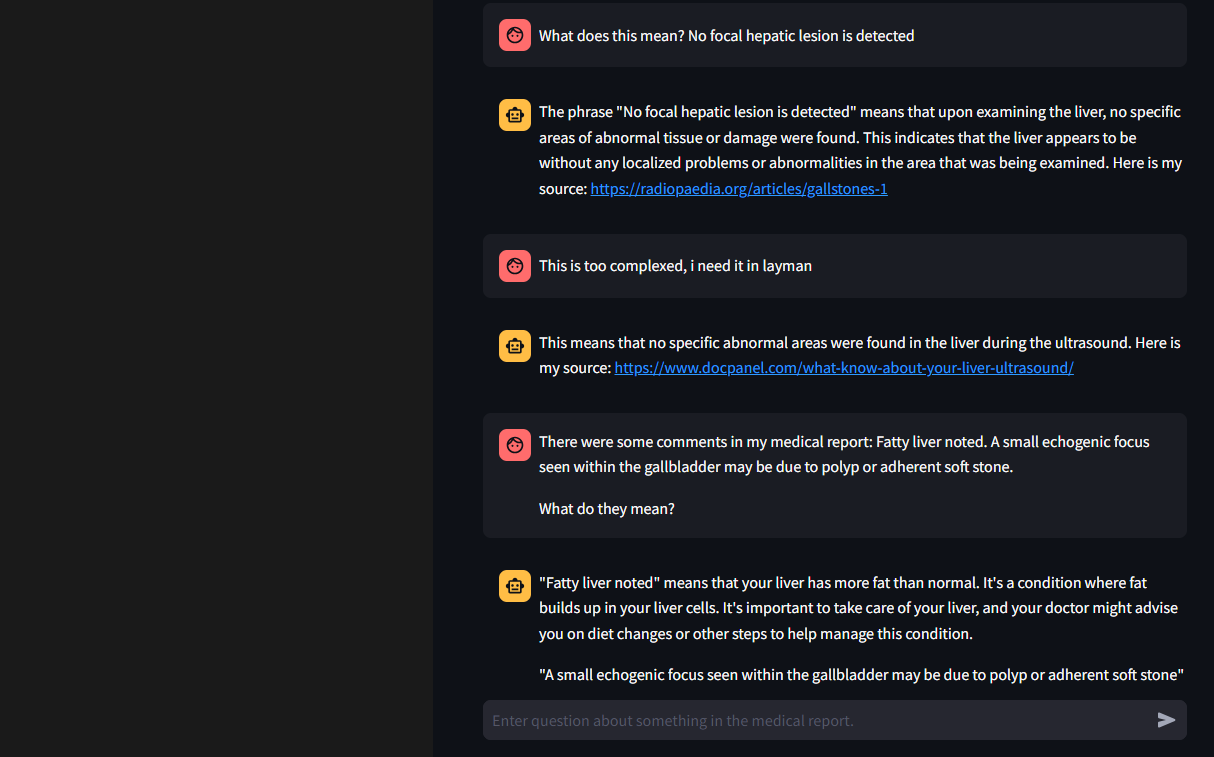 What does this mean? No focal hepatic lesion is detected
The phrase "No focal hepatic lesion is detected" means that upon examining the liver, no specific
areas of abnormal tissue or damage were found. This indicates that the liver appears to be
without any localized problems or abnormalities in the area that was being examined. Here is my
source: https://radiopaedia.org/articles/gallstones-1
This is too complexed, i need it in layman
This means that no specific abnormal areas were found in the liver during the ultrasound. Here is
my source: https://www.docpanel.com/what-know-about-your-liver-ultrasound/
There were some comments in my medical report: Fatty liver noted. A small echogenic focus
seen within the gallbladder may be due to polyp or adherent soft stone.
What do they mean?
"Fatty liver noted" means that your liver has more fat than normal. It's a condition where fat
builds up in your liver cells. It's important to take care of your liver, and your doctor might advise
you on diet changes or other steps to help manage this condition.
"A small echogenic focus seen within the gallbladder may be due to polyp or adherent soft stone"
Enter question about something in the medical report.